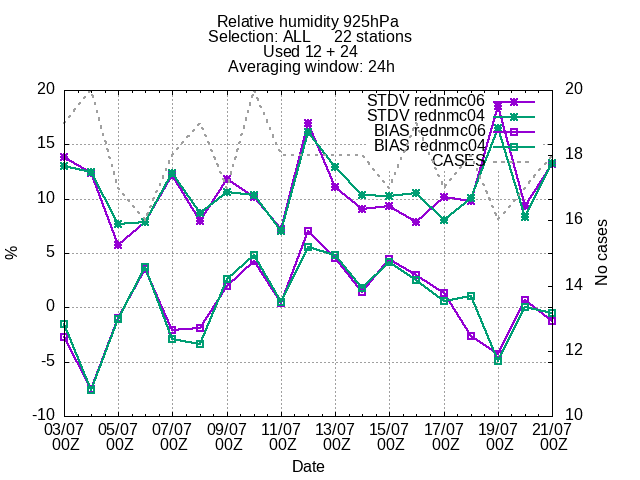 Relative humidity 925hPa
Selection: ALL 22 stations
Used 12 + 24
Averaging window: 24h
STDV rednmc06
STDV rednmc04
BIAS rednmc06
BIAS rednmc04
CASES
20
15
10
5
0
-5
-10
%
20
18
16
14
12
10
No cases
03/07 05/07 07/07 09/07 11/07 13/07 15/07 17/07 19/07 21/07
00Z 00Z 00Z 00Z 00Z 00Z 00Z 00Z 00Z 00Z
Date